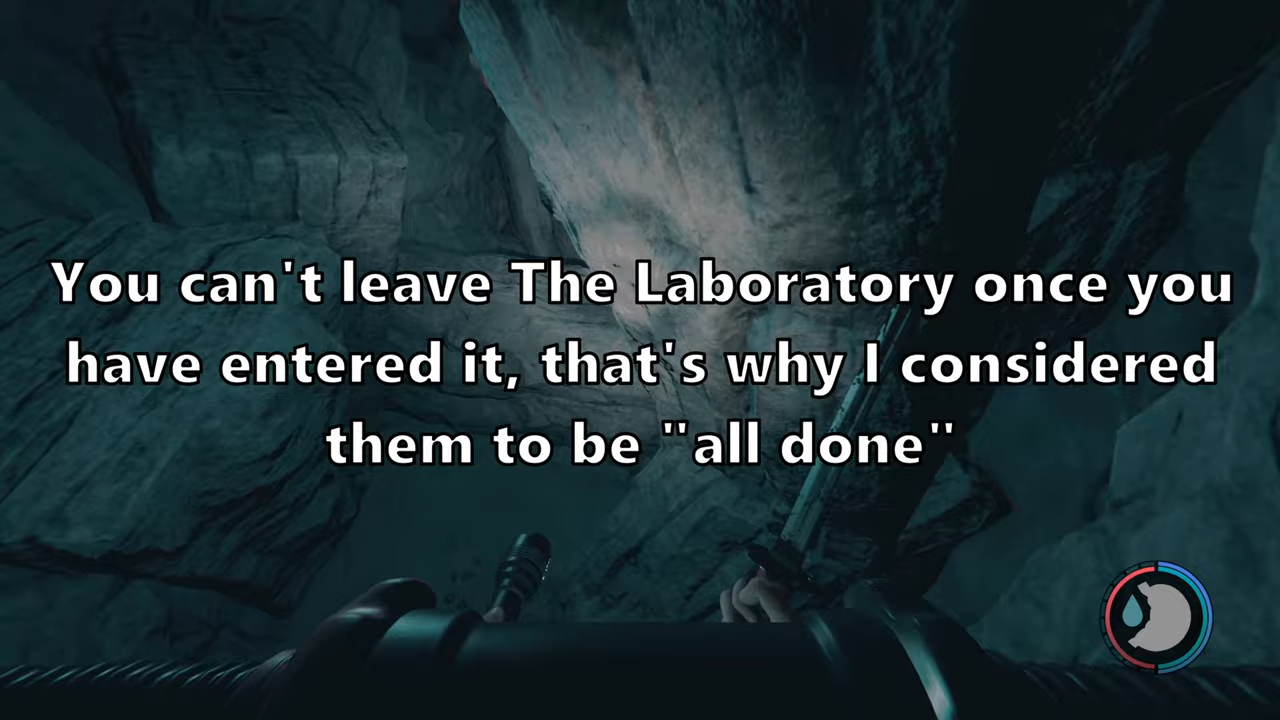 You can't leave The Laboratory once you
have entered it, that's why I considered
them to be "all done"